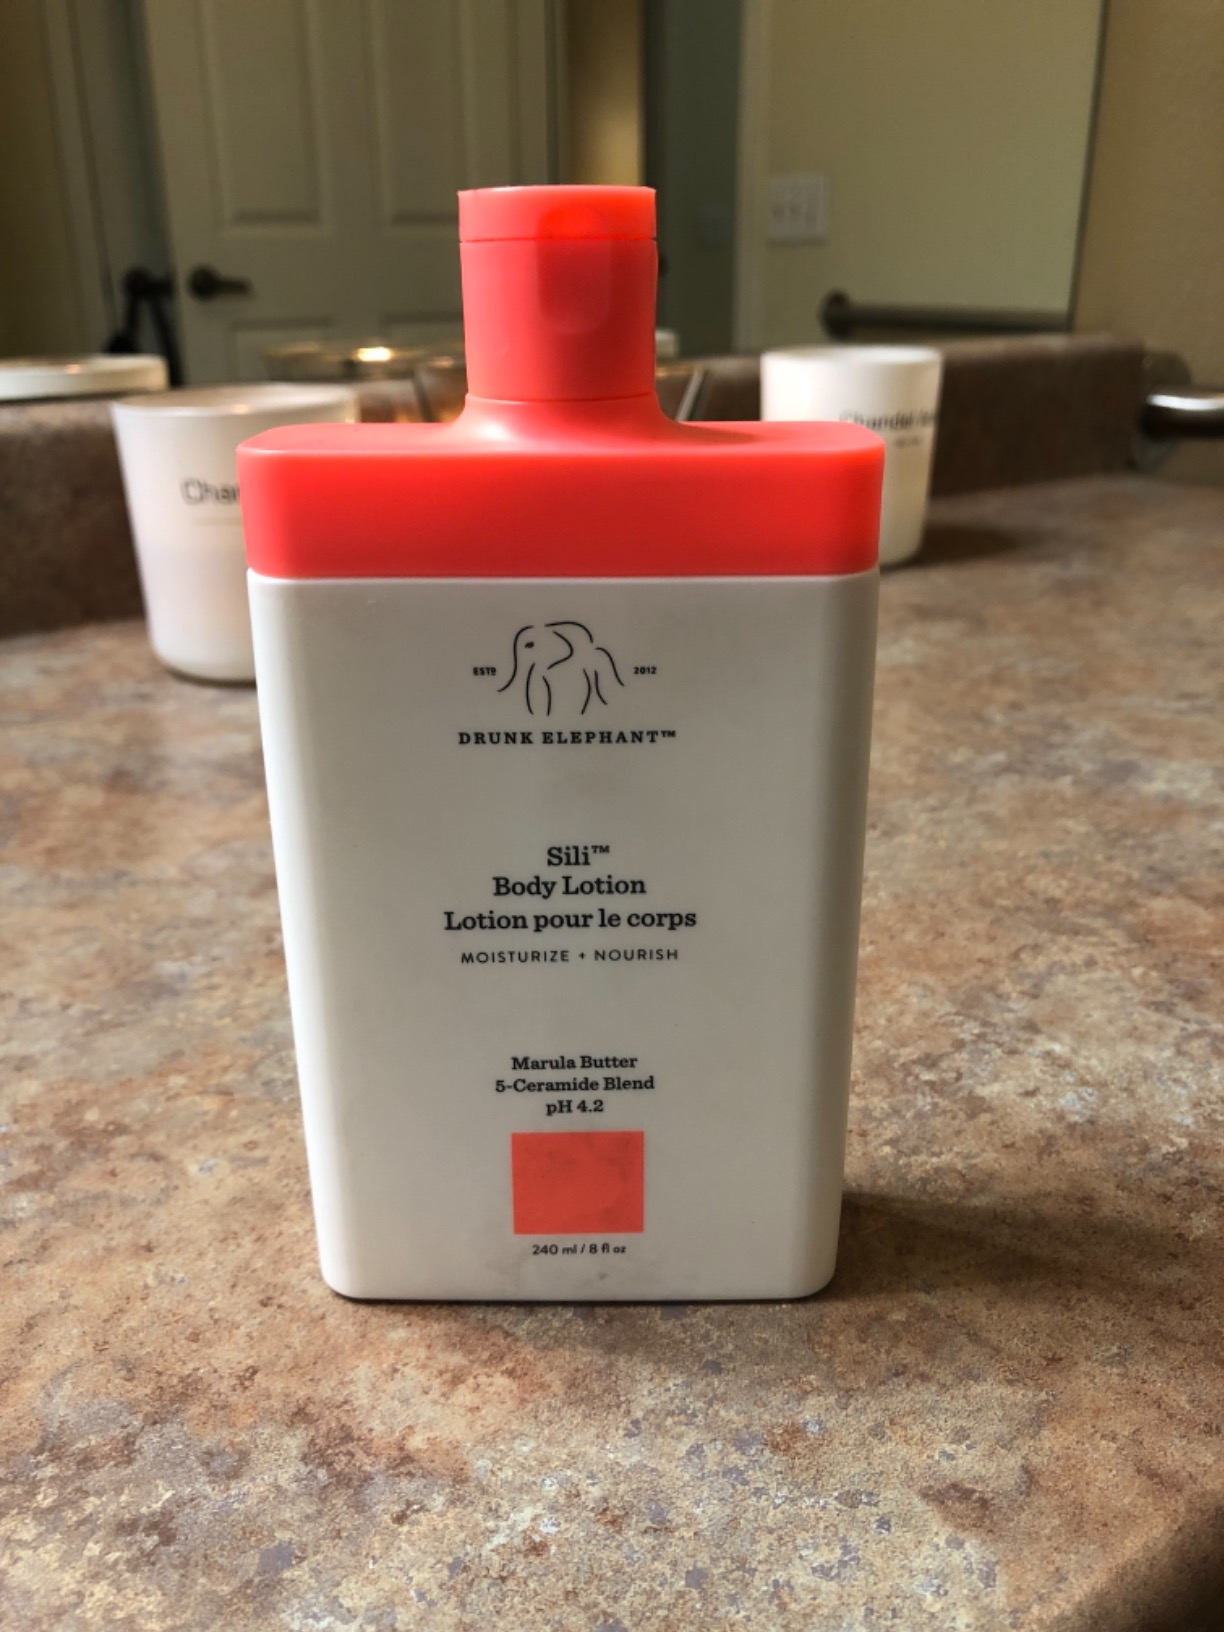 ESTD 2012
DRUNK ELEPHANT™
Sili™
Body Lotion
Lotion pour le corps
MOISTURIZE + NOURISH
Marula Butter
5-Ceramide Blend
pH 4.2
240 ml / 8 fl oz